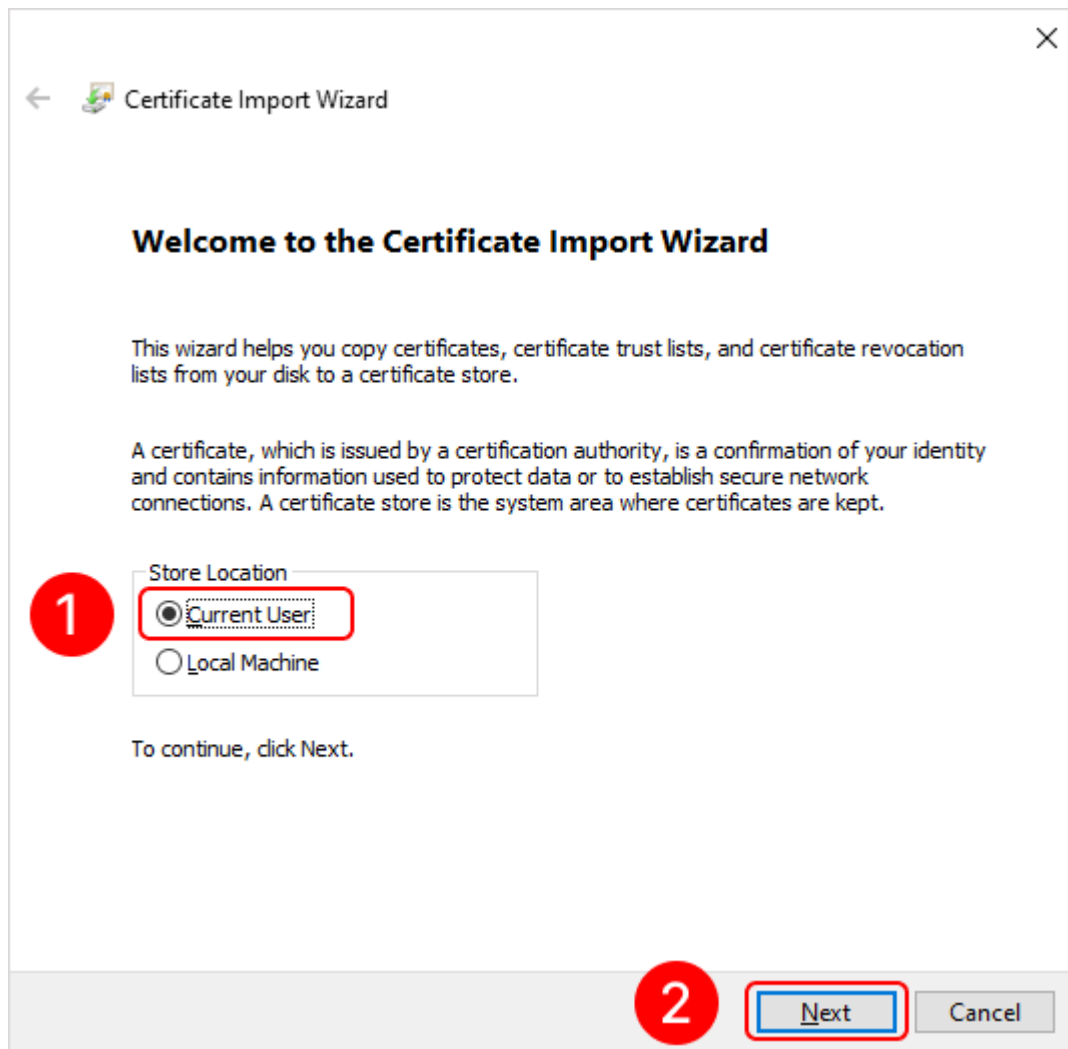 Certificate Import Wizard
Welcome to the Certificate Import Wizard
This wizard helps you copy certificates, certificate trust lists, and certificate revocation
lists from your disk to a certificate store.
A certificate, which is issued by a certification authority, is a confirmation of your identity
and contains information used to protect data or to establish secure network
connections. A certificate store is the system area where certificates are kept.
Store Location
1
Current User
Local Machine
To continue, click Next.
2
Next
Cancel